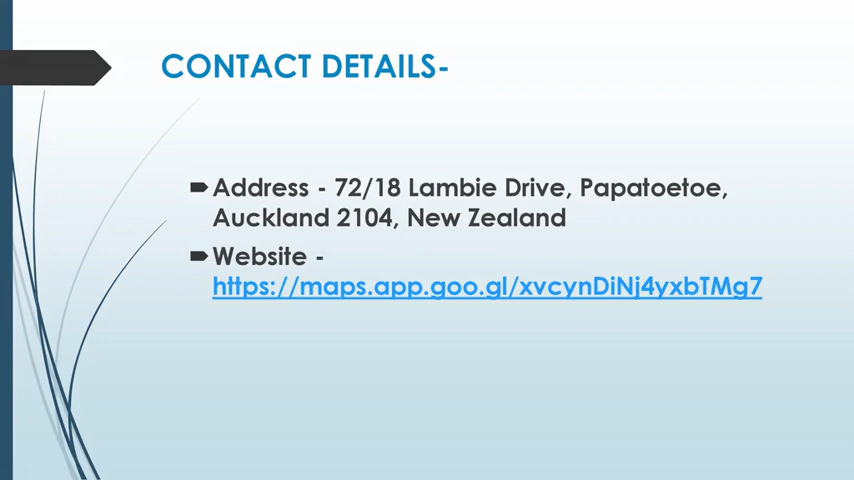 CONTACT DETAILS-
Address - 72/18 Lambie Drive, Papatoetoe,
Auckland 2104, New Zealand
Website -
https://maps.app.goo.gl/xvcynDiNj4yxbTMg7